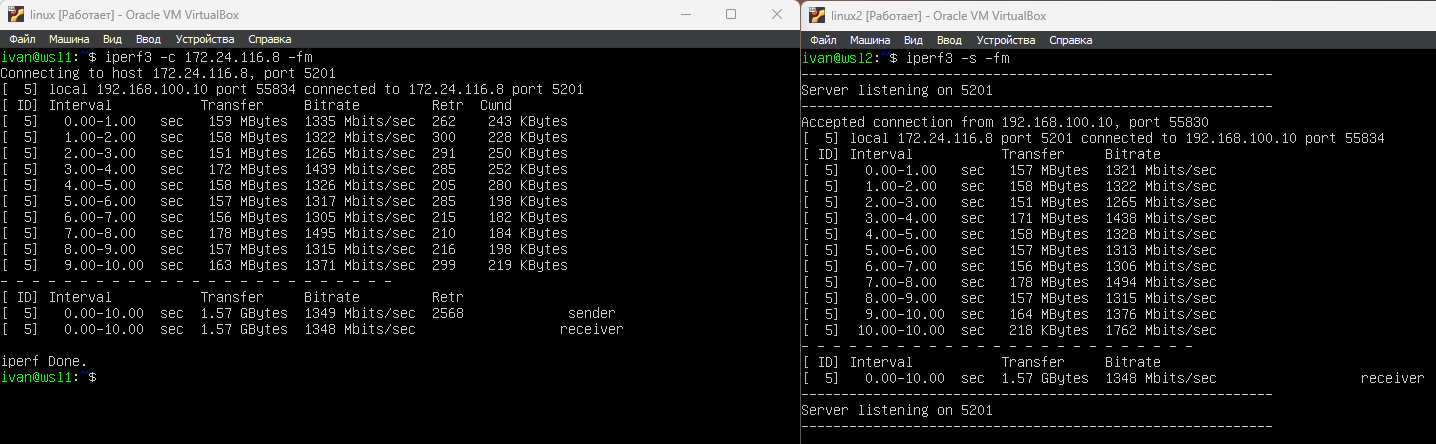 linux [Работает] - Oracle VM VirtualBox
Файл Машина Вид Ввод Устройства Справка
ivan@wsl1:~$ iperf3 -c 172.24.116.8 -fm
Connecting to host 172.24.116.8, port 5201
[  5] local 192.168.100.10 port 55834 connected to 172.24.116.8 port 5201
[ ID] Interval           Transfer     Bitrate         Retr  Cwnd
[  5]   0.00-1.00   sec   159 MBytes  1335 Mbits/sec  262    243 KBytes
[  5]   1.00-2.00   sec   158 MBytes  1322 Mbits/sec  300    228 KBytes
[  5]   2.00-3.00   sec   151 MBytes  1265 Mbits/sec  291    250 KBytes
[  5]   3.00-4.00   sec   172 MBytes  1439 Mbits/sec  285    252 KBytes
[  5]   4.00-5.00   sec   158 MBytes  1326 Mbits/sec  205    280 KBytes
[  5]   5.00-6.00   sec   157 MBytes  1317 Mbits/sec  285    198 KBytes
[  5]   6.00-7.00   sec   156 MBytes  1305 Mbits/sec  215    182 KBytes
[  5]   7.00-8.00   sec   178 MBytes  1495 Mbits/sec  210    184 KBytes
[  5]   8.00-9.00   sec   157 MBytes  1315 Mbits/sec  216    198 KBytes
[  5]   9.00-10.00  sec   163 MBytes  1371 Mbits/sec  299    219 KBytes
- - - - - - - - - - - - - - - - - - - - - - - - -
[ ID] Interval           Transfer     Bitrate         Retr
[  5]   0.00-10.00  sec  1.57 GBytes  1349 Mbits/sec  2568             sender
[  5]   0.00-10.00  sec  1.57 GBytes  1348 Mbits/sec                  receiver
iperf Done.
ivan@wsl1:~$
linux2 [Работает] - Oracle VM VirtualBox
Файл Машина Вид Ввод Устройства Справка
ivan@wsl2:~$ iperf3 -s -fm
-----------------------------------------------------------
Server listening on 5201
-----------------------------------------------------------
Accepted connection from 192.168.100.10, port 55830
[  5] local 172.24.116.8 port 5201 connected to 192.168.100.10 port 55834
[ ID] Interval           Transfer     Bitrate
[  5]   0.00-1.00   sec   157 MBytes  1321 Mbits/sec
[  5]   1.00-2.00   sec   158 MBytes  1322 Mbits/sec
[  5]   2.00-3.00   sec   151 MBytes  1265 Mbits/sec
[  5]   3.00-4.00   sec   171 MBytes  1438 Mbits/sec
[  5]   4.00-5.00   sec   158 MBytes  1328 Mbits/sec
[  5]   5.00-6.00   sec   157 MBytes  1313 Mbits/sec
[  5]   6.00-7.00   sec   156 MBytes  1306 Mbits/sec
[  5]   7.00-8.00   sec   178 MBytes  1494 Mbits/sec
[  5]   8.00-9.00   sec   157 MBytes  1315 Mbits/sec
[  5]   9.00-10.00  sec   164 MBytes  1376 Mbits/sec
[  5]  10.00-10.00  sec   218 KBytes  1762 Mbits/sec
- - - - - - - - - - - - - - - - - - - - - - - - -
[ ID] Interval           Transfer     Bitrate
[  5]   0.00-10.00  sec  1.57 GBytes  1348 Mbits/sec                  receiver
-----------------------------------------------------------
Server listening on 5201
-----------------------------------------------------------